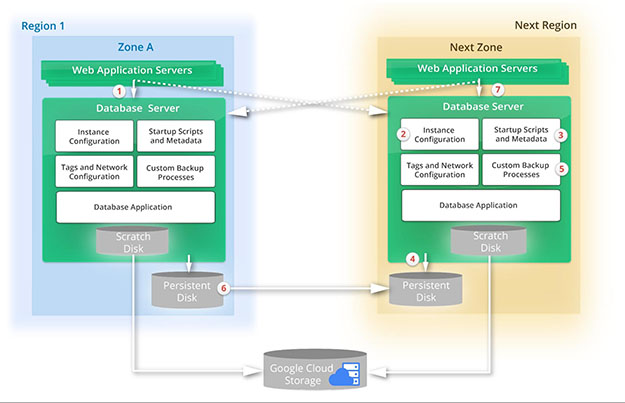 Region 1
Zone A
Web Application Servers
1
Database Server
Instance
Configuration
Startup Scripts
and Metadata
Tags and Network
Configuration
Custom Backup
Processes
Database Application
Scratch
Disk
Persistent
Disk
6
Next Region
Next Zone
Web Application Servers
7
Database Server
2
Instance
Configuration
Startup Scripts
and Metadata
3
Tags and Network
Configuration
Custom Backup
Processes
5
Database Application
Scratch
Disk
4
Persistent
Disk
Google Cloud
Storage